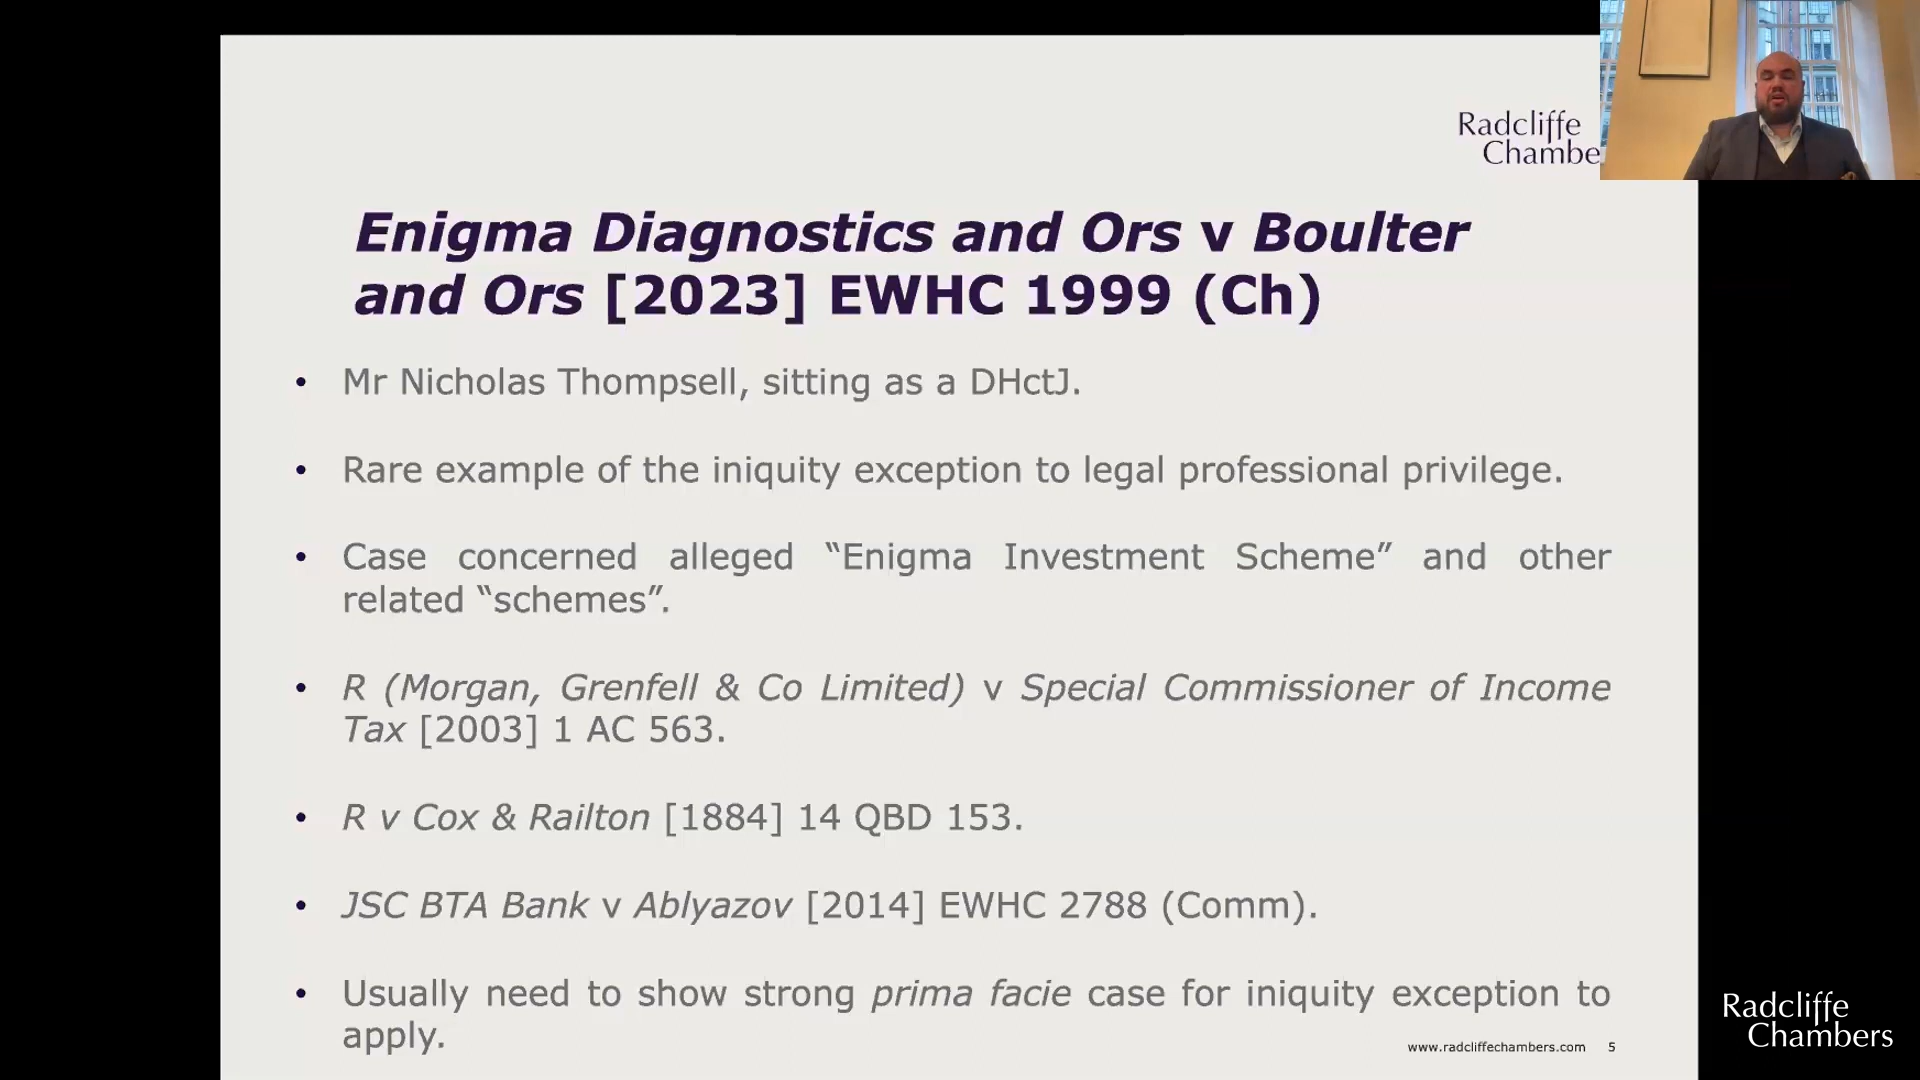 Radcliffe
Chambe
Enigma Diagnostics and Ors v Boulter
and Ors [2023] EWHC 1999 (Ch)
• Mr Nicholas Thompsell, sitting as a DHctJ.
• Rare example of the iniquity exception to legal professional privilege.
• Case concerned alleged “Enigma Investment Scheme” and other
related “schemes”.
• R (Morgan, Grenfell & Co Limited) v Special Commissioner of Income
Tax [2003] 1 AC 563.
• R v Cox & Railton [1884] 14 QBD 153.
• JSC BTA Bank v Ablyazov [2014] EWHC 2788 (Comm).
• Usually need to show strong prima facie case for iniquity exception to
apply.
www.radcliffechambers.com 5
Radcliffe
Chambers